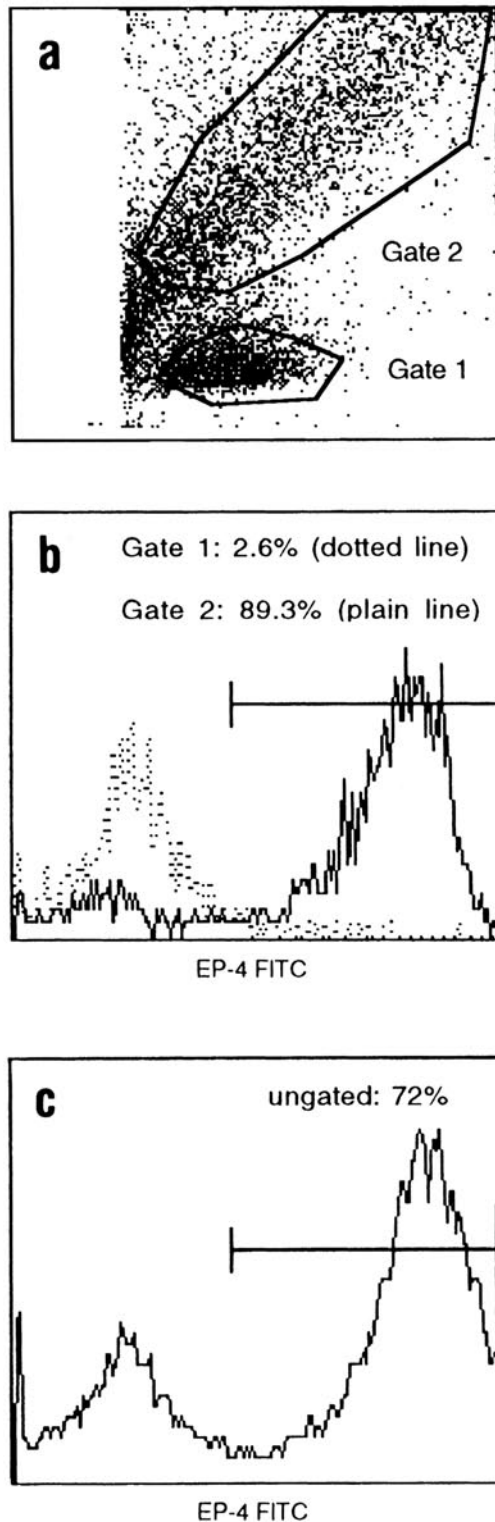 a
Gate 2
Gate 1
b
Gate 1: 2.6% (dotted line)
Gate 2: 89.3% (plain line)
EP-4 FITC
c
ungated: 72%
EP-4 FITC